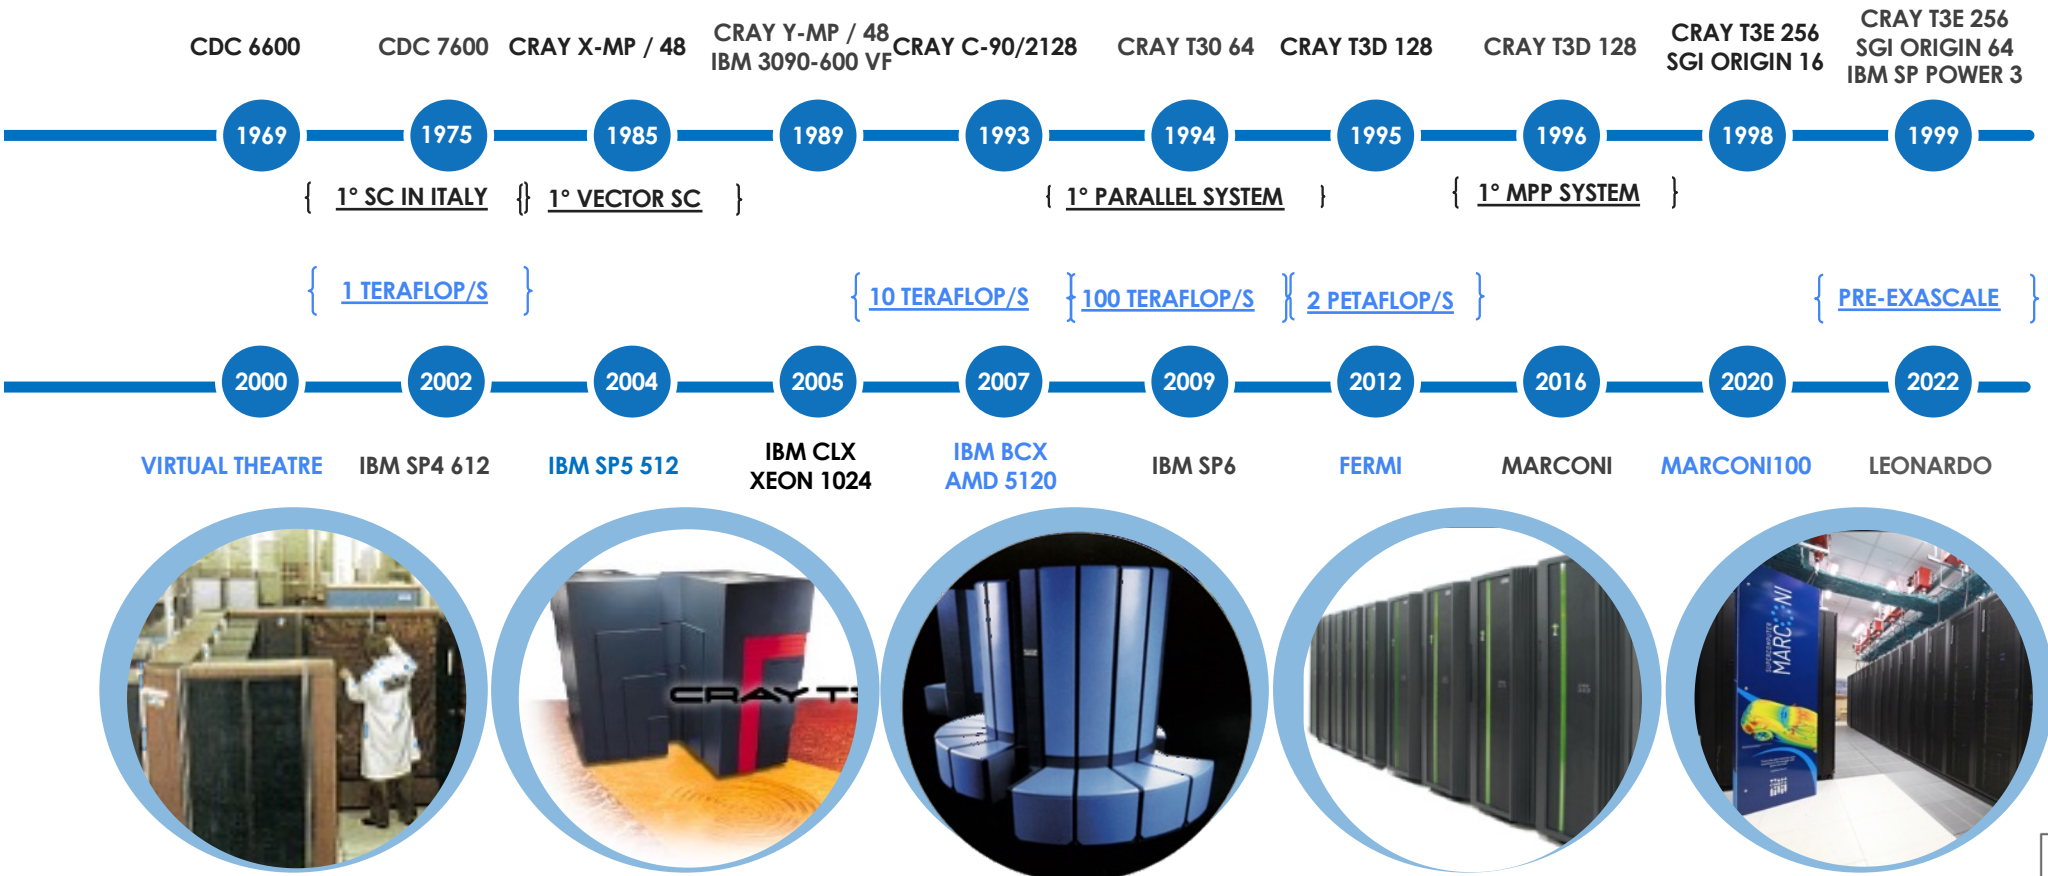 CDC 6600
CDC 7600
CRAY X-MP / 48
CRAY Y-MP / 48
IBM 3090-600 VF
CRAY C-90/2128
CRAY T30 64
CRAY T3D 128
CRAY T3D 128
CRAY T3E 256
SGI ORIGIN 16
CRAY T3E 256
SGI ORIGIN 64
IBM SP POWER 3
1969
1975
1985
1989
1993
1994
1995
1996
1998
1999
{ 1° SC IN ITALY }
{ 1° VECTOR SC }
{ 1° PARALLEL SYSTEM }
{ 1° MPP SYSTEM }
{ 1 TERAFLOP/S }
{ 10 TERAFLOP/S }
{ 100 TERAFLOP/S }
{ 2 PETAFLOP/S }
{ PRE-EXASCALE }
2000
2002
2004
2005
2007
2009
2012
2016
2020
2022
VIRTUAL THEATRE
IBM SP4 612
IBM SP5 512
IBM CLX
XEON 1024
IBM BCX
AMD 5120
IBM SP6
FERMI
MARCONI
MARCONI100
LEONARDO
CRAY T3
SUPERCOMPUTER
MARC NI